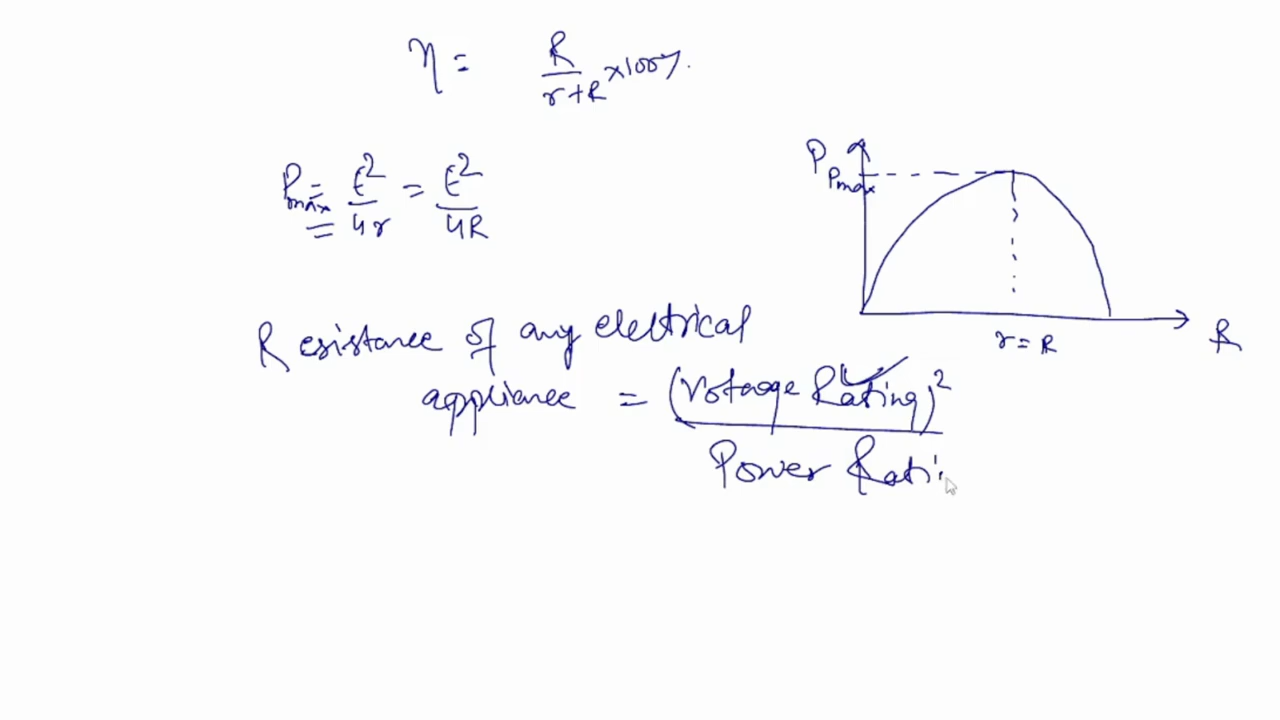 η = R/(r+R) ×100%.
P
Pmax
Pmax = E²/4r = E²/4R
r = R
R
Resistance of any electrical
appliance = (Voltage Rating)²
Power Rati